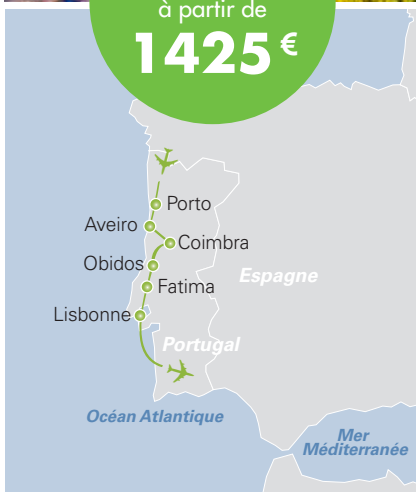 à partir de
1425 €
Porto
Aveiro
Coimbra
Obidos
Espagne
Fatima
Lisbonne
Portugal
Océan Atlantique
Mer
Méditerranée